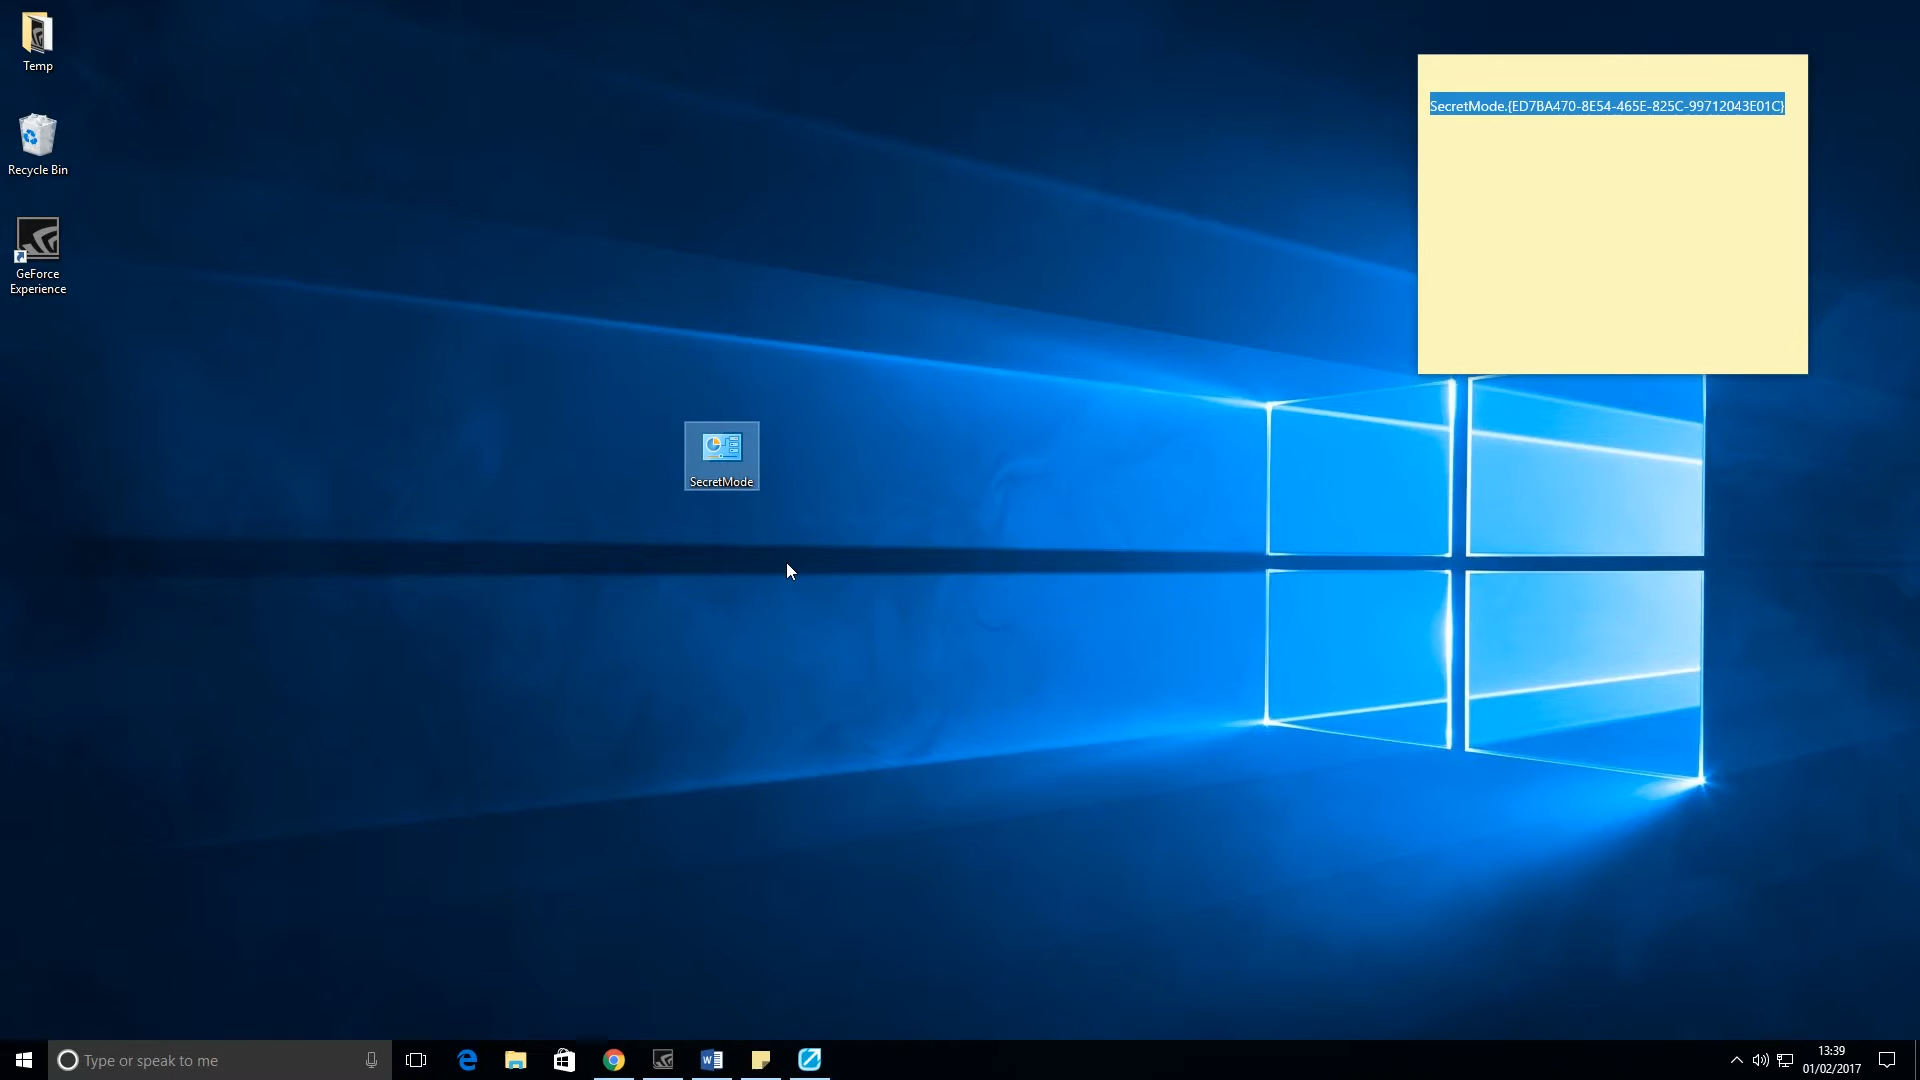 Temp
Recycle Bin
GeForce
Experience
SecretMode.{ED7BA470-8E54-465E-825C-99712043E01C}
SecretMode
Type or speak to me
13:39
01/02/2017